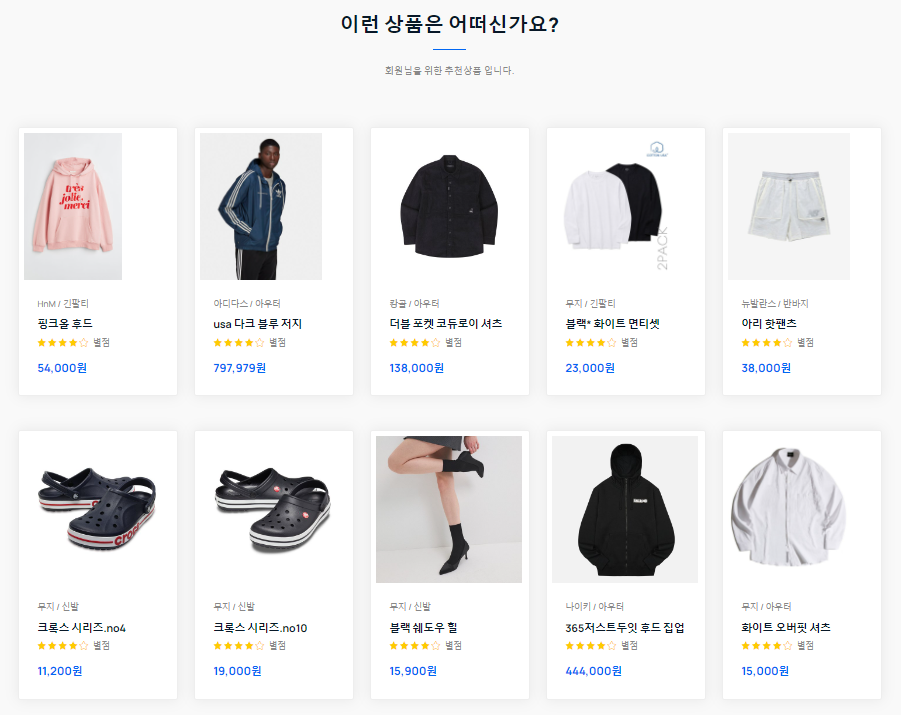 이런 상품은 어떠신가요?
회원님을 위한 추천상품 입니다.
très
jolie,
merci
2PACK
HnM / 긴팔티
핑크올 후드
별점
54,000원
아디다스 / 아우터
usa 다크 블루 저지
별점
797,979원
캉골 / 아우터
더블 포켓 코듀로이 셔츠
별점
138,000원
무지 / 긴팔티
블랙* 화이트 면티셋
별점
23,000원
뉴발란스 / 반바지
아리 핫팬츠
별점
38,000원
crocs
무지 / 신발
크록스 시리즈.no4
별점
11,200원
무지 / 신발
크록스 시리즈.no10
별점
19,000원
무지 / 신발
블랙 쉐도우 힐
별점
15,900원
나이키 / 아우터
365저스트두잇 후드 집업
별점
444,000원
무지 / 아우터
화이트 오버핏 셔츠
별점
15,000원